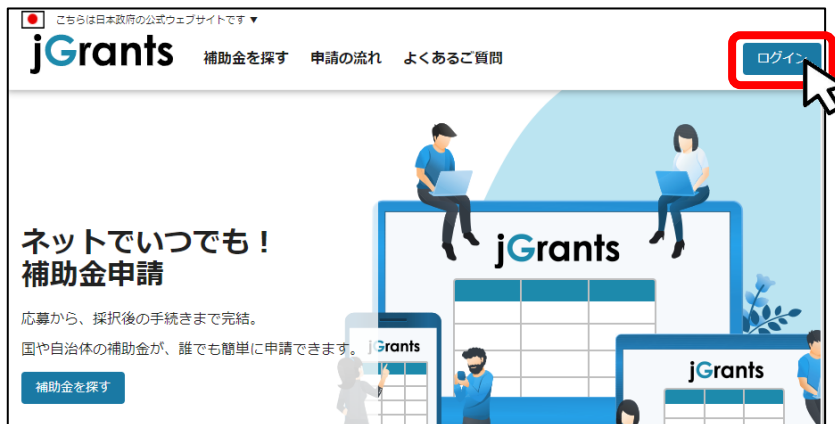 こちらは日本政府の公式ウェブサイトです ▼
jGrants 補助金を探す 申請の流れ よくあるご質問 ログイン
ネットでいつでも！
補助金申請
応募から、採択後の手続きまで完結。
国や自治体の補助金が、誰でも簡単に申請できます。
補助金を探す
jGrants
jGrants
jGrants